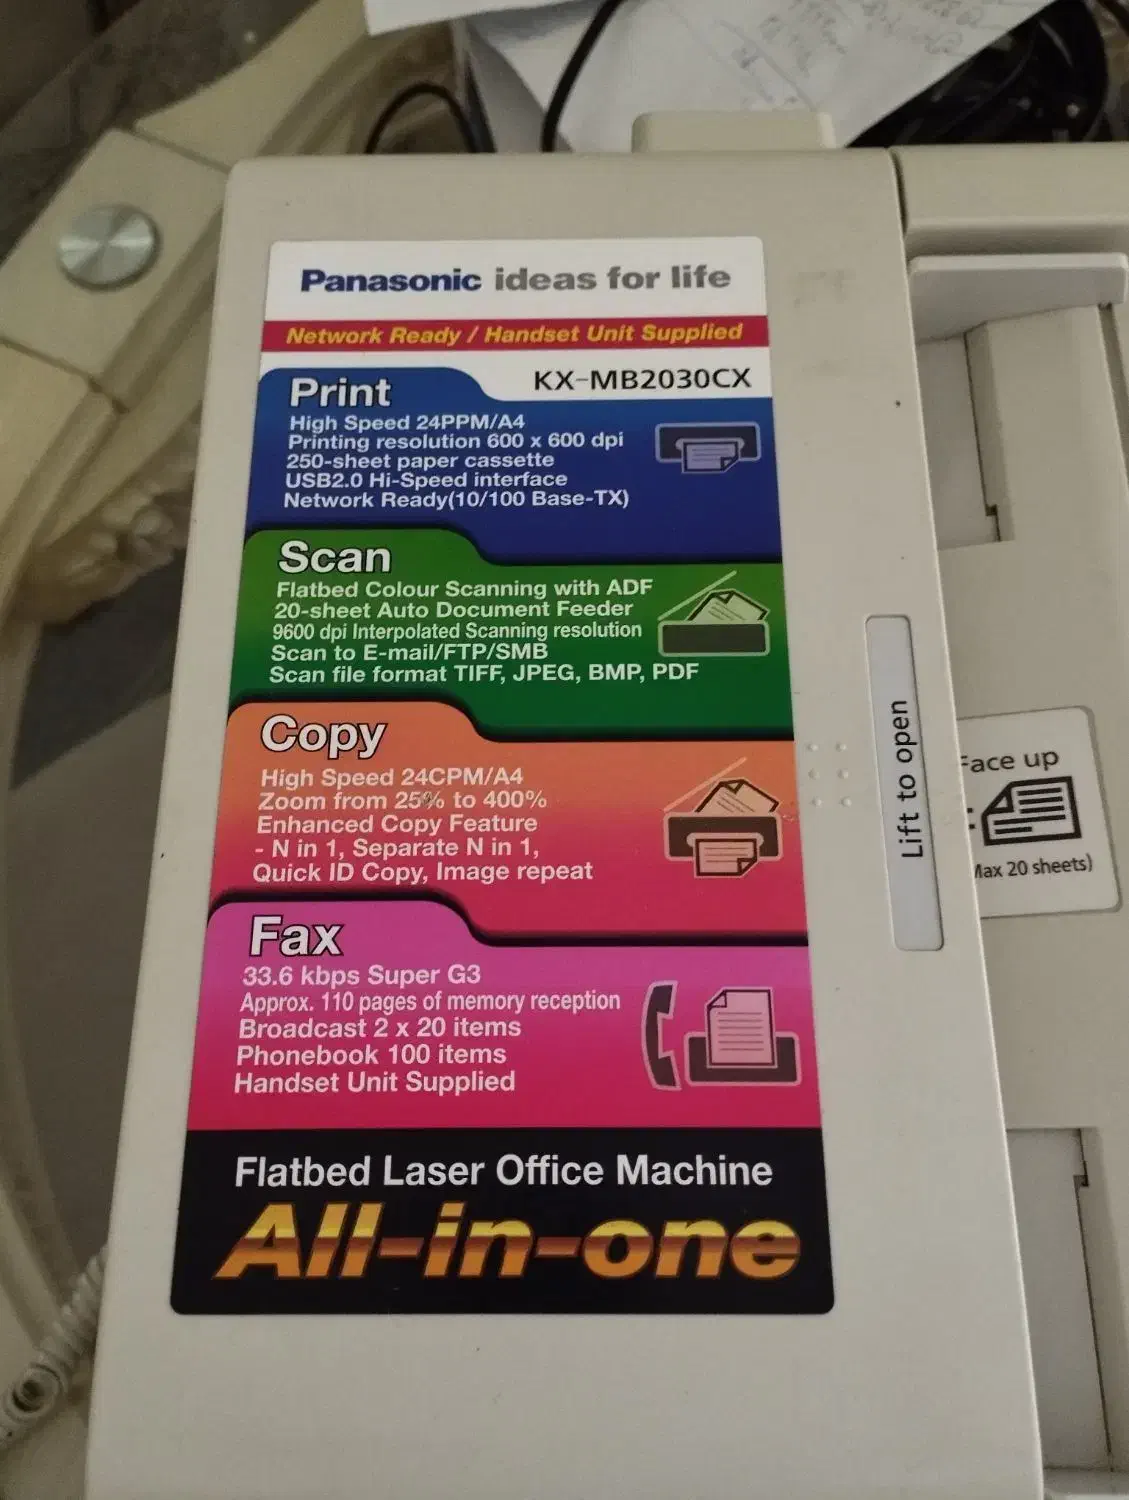 Panasonic ideas for life
Network Ready / Handset Unit Supplied
KX-MB2030CX
Print
High Speed 24PPM/A4
Printing resolution 600 x 600 dpi
250-sheet paper cassette
USB2.0 Hi-Speed interface
Network Ready(10/100 Base-TX)
Scan
Flatbed Colour Scanning with ADF
20-sheet Auto Document Feeder
9600 dpi Interpolated Scanning resolution
Scan to E-mail/FTP/SMB
Scan file format TIFF, JPEG, BMP, PDF
Copy
High Speed 24CPM/A4
Zoom from 25% to 400%
Enhanced Copy Feature
- N in 1, Separate N in 1,
Quick ID Copy, Image repeat
Fax
33.6 kbps Super G3
Approx. 110 pages of memory reception
Broadcast 2 x 20 items
Phonebook 100 items
Handset Unit Supplied
Flatbed Laser Office Machine
All-in-one
Lift to open
Face up
Max 20 sheets)